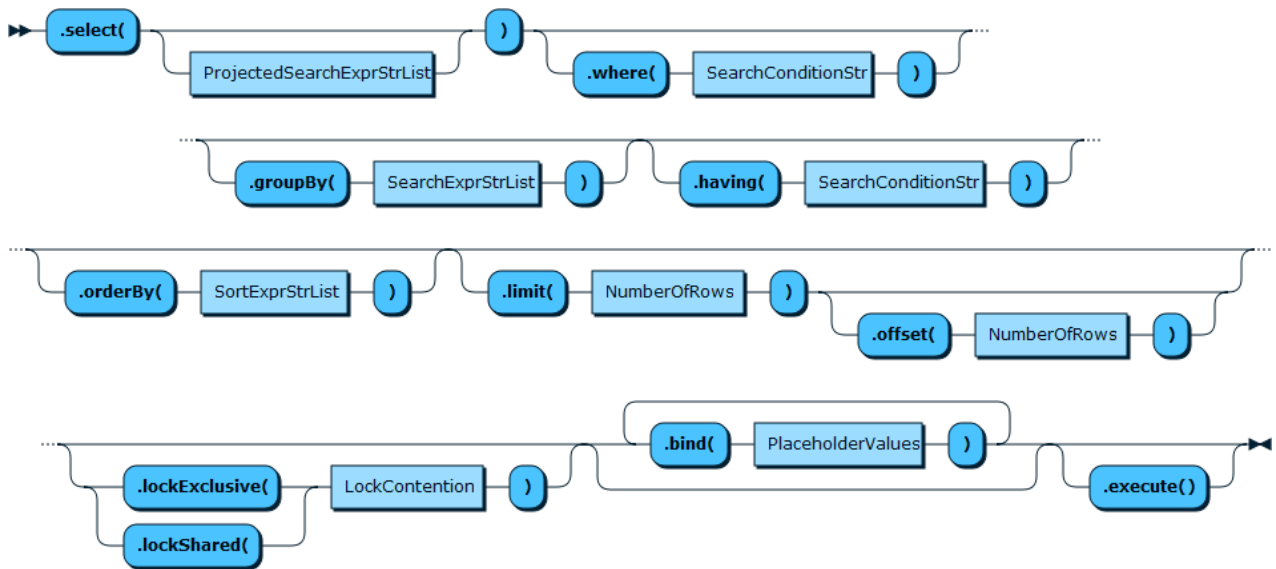 .select( ProjectedSearchExprStrList ) .where( SearchConditionStr )
.groupBy( SearchExprStrList ) .having( SearchConditionStr )
.orderBy( SortExprStrList ) .limit( NumberOfRows )
.offset( NumberOfRows )
.bind( PlaceholderValues )
.lockExclusive( LockContention ) .execute()
.lockShared(